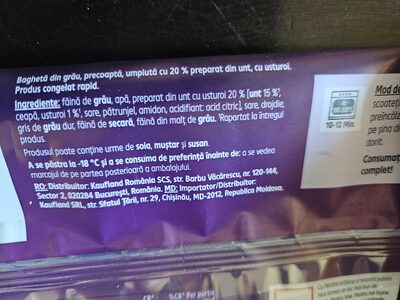 Baghetă din grâu, precoaptă, umplută cu 20 % preparat din unt, cu usturoi.
Produs congelat rapid.
Ingrediente: făină de grâu, apă, preparat din unt cu usturoi 20 % [unt 15 %¹,
ceapă, usturoi 1 %¹, sare, pătrunjel, amidon, acidifiant: acid citric], sare, drojdie,
gris de grâu dur, făină de secară, făină din malț de grâu. ¹Raportat la întregul
produs.
Produsul poate conține urme de soia, muștar și susan.
A se păstra la -18 °C și a se consuma de preferință înainte de: a se vedea
marcajul de pe partea posterioară a ambalajului.
RO: Distribuitor: Kaufland România SCS, str. Barbu Văcărescu, nr. 120-144,
Sector 2, 020284 București, România. MD: Importator/Distribuitor:
Kaufland SRL, str. Sfatul Țării, nr. 29, Chișinău, MD-2012, Republica Moldova.
10-12 Min.
Mod de
scoateți
preîncălz
pe șina di
dorit.
Consumaț
complet!